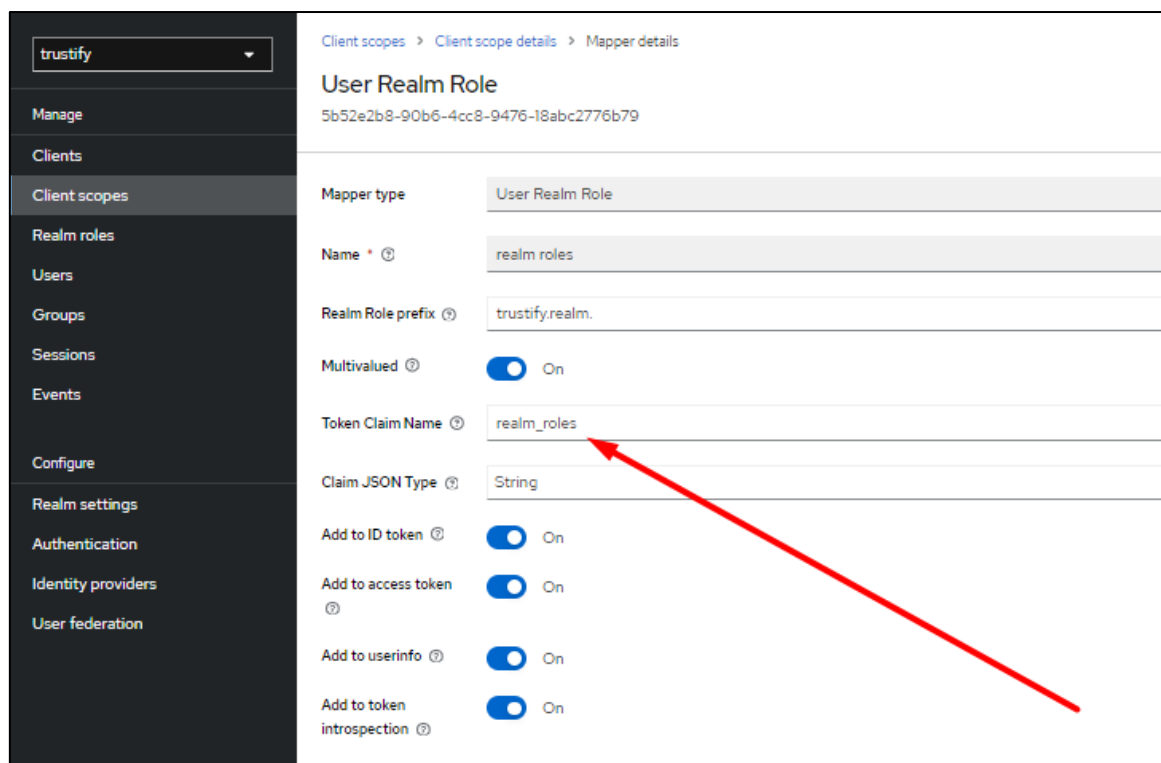 trustify
Manage
Clients
Client scopes
Realm roles
Users
Groups
Sessions
Events
Configure
Realm settings
Authentication
Identity providers
User federation
Client scopes > Client scope details > Mapper details
User Realm Role
5b52e2b8-90b6-4cc8-9476-18abc2776b79
Mapper type User Realm Role
Name * realm roles
Realm Role prefix trustify.realm.
Multivalued On
Token Claim Name realm_roles
Claim JSON Type String
Add to ID token On
Add to access token On
Add to userinfo On
Add to token On
introspection